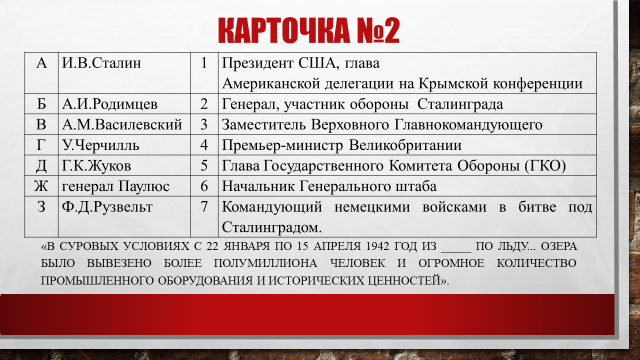 КАРТОЧКА №2
А И.В.Сталин 1 Президент США, глава
Американской делегации на Крымской конференции
Б А.И.Родимцев 2 Генерал, участник обороны Сталинграда
В А.М.Василевский 3 Заместитель Верховного Главнокомандующего
Г У.Черчилль 4 Премьер-министр Великобритании
Д Г.К.Жуков 5 Глава Государственного Комитета Обороны (ГКО)
Ж генерал Паулюс 6 Начальник Генерального штаба
З Ф.Д.Рузвельт 7 Командующий немецкими войсками в битве под
Сталинградом.
«В СУРОВЫХ УСЛОВИЯХ С 22 ЯНВАРЯ ПО 15 АПРЕЛЯ 1942 ГОД ИЗ _____ ПО ЛЬДУ... ОЗЕРА
БЫЛО ВЫВЕЗЕНО БОЛЕЕ ПОЛУМИЛЛИОНА ЧЕЛОВЕК И ОГРОМНОЕ КОЛИЧЕСТВО
ПРОМЫШЛЕННОГО ОБОРУДОВАНИЯ И ИСТОРИЧЕСКИХ ЦЕННОСТЕЙ».